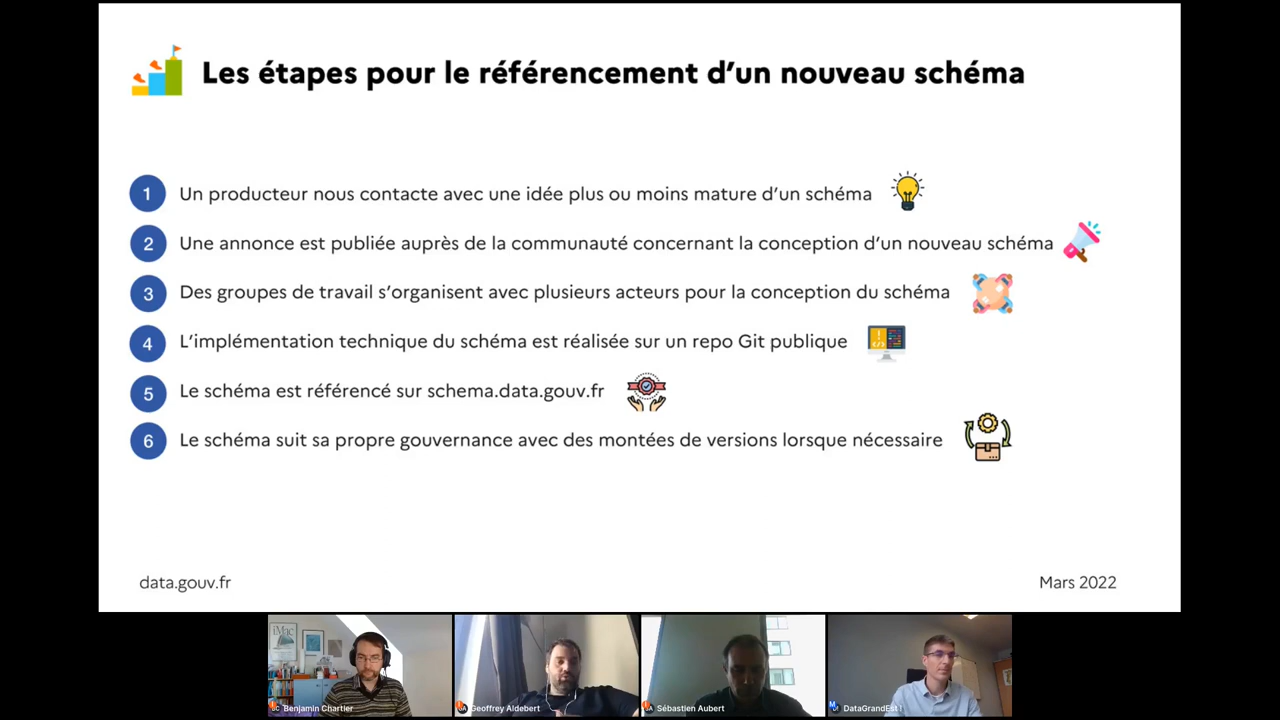 Les étapes pour le référencement d’un nouveau schéma
1 Un producteur nous contacte avec une idée plus ou moins mature d’un schéma
2 Une annonce est publiée auprès de la communauté concernant la conception d’un nouveau schéma
3 Des groupes de travail s’organisent avec plusieurs acteurs pour la conception du schéma
4 L’implémentation technique du schéma est réalisée sur un repo Git publique
5 Le schéma est référencé sur schema.data.gouv.fr
6 Le schéma suit sa propre gouvernance avec des montées de versions lorsque nécessaire
data.gouv.fr
Mars 2022
iMac
Benjamin Chartier
Geoffrey Aldebert
Sébastien Aubert
DataGrandEst !